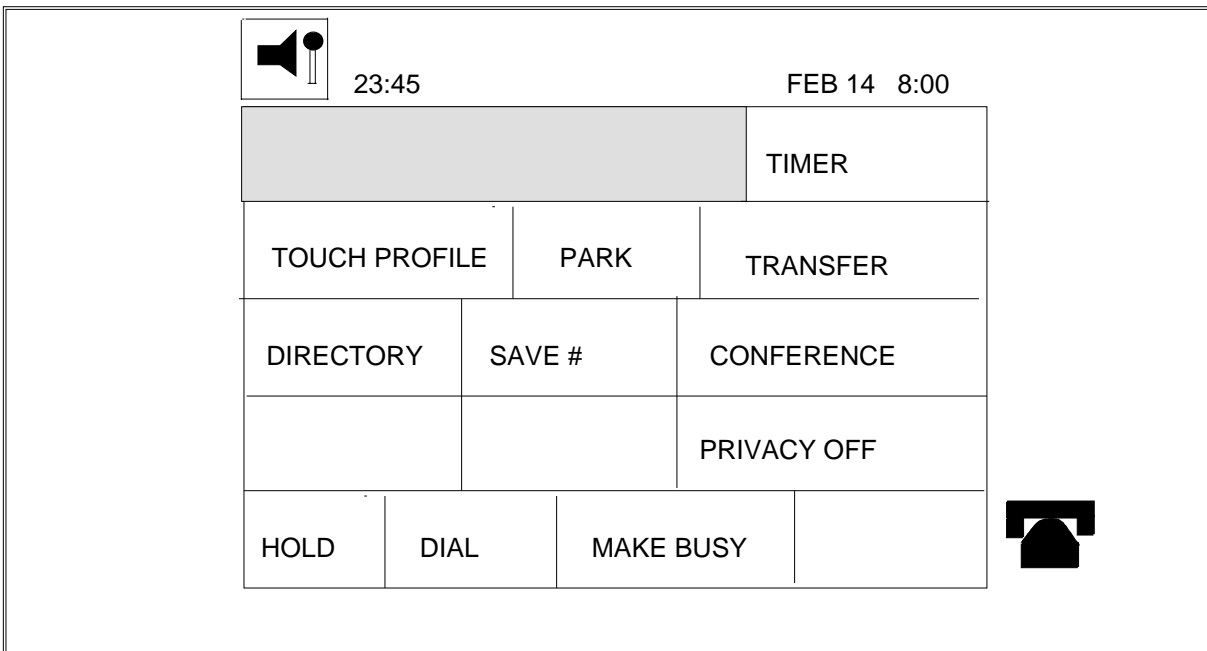 23:45 FEB 14 8:00
TIMER
TOUCH PROFILE PARK TRANSFER
DIRECTORY SAVE # CONFERENCE
PRIVACY OFF
HOLD DIAL MAKE BUSY